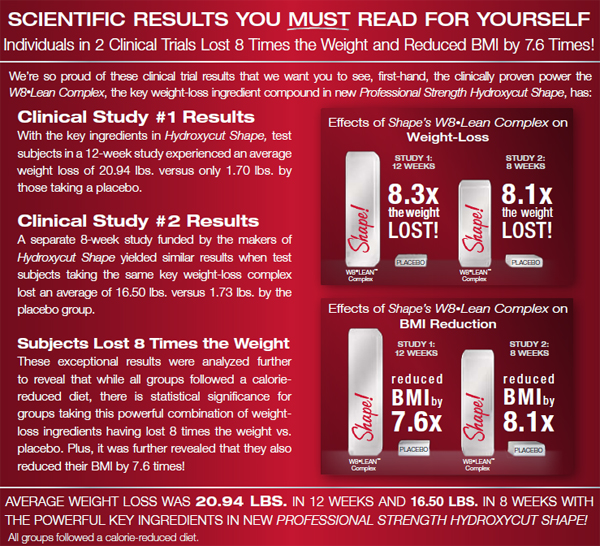 SCIENTIFIC RESULTS YOU MUST READ FOR YOURSELF
Individuals in 2 Clinical Trials Lost 8 Times the Weight and Reduced BMI by 7.6 Times!
We're so proud of these clinical trial results that we want you to see, first-hand, the clinically proven power the
W8•Lean Complex, the key weight-loss ingredient compound in new Professional Strength Hydroxycut Shape, has:
Clinical Study #1 Results
With the key ingredients in Hydroxycut Shape, test
subjects in a 12-week study experienced an average
weight loss of 20.94 lbs. versus only 1.70 lbs. by
those taking a placebo.
Clinical Study #2 Results
A separate 8-week study funded by the makers of
Hydroxycut Shape yielded similar results when test
subjects taking the same key weight-loss complex
lost an average of 16.50 lbs. versus 1.73 lbs. by the
placebo group.
Subjects Lost 8 Times the Weight
These exceptional results were analyzed further
to reveal that while all groups followed a calorie-
reduced diet, there is statistical significance for
groups taking this powerful combination of weight-
loss ingredients having lost 8 times the weight vs.
placebo. Plus, it was further revealed that they also
reduced their BMI by 7.6 times!
Effects of Shape's W8•Lean Complex on
Weight-Loss
STUDY 1:
12 WEEKS
8.3x
the weight
LOST!
Shape!
PLACEBO
W8•LEAN™
Complex
STUDY 2:
8 WEEKS
8.1x
the weight
LOST!
Shape!
PLACEBO
W8•LEAN™
Complex
Effects of Shape's W8•Lean Complex on
BMI Reduction
STUDY 1:
12 WEEKS
reduced
BMI by
7.6x
Shape!
PLACEBO
W8•LEAN™
Complex
STUDY 2:
8 WEEKS
reduced
BMI by
8.1x
Shape!
PLACEBO
W8•LEAN™
Complex
AVERAGE WEIGHT LOSS WAS 20.94 LBS. IN 12 WEEKS AND 16.50 LBS. IN 8 WEEKS WITH
THE POWERFUL KEY INGREDIENTS IN NEW PROFESSIONAL STRENGTH HYDROXYCUT SHAPE!
All groups followed a calorie-reduced diet.